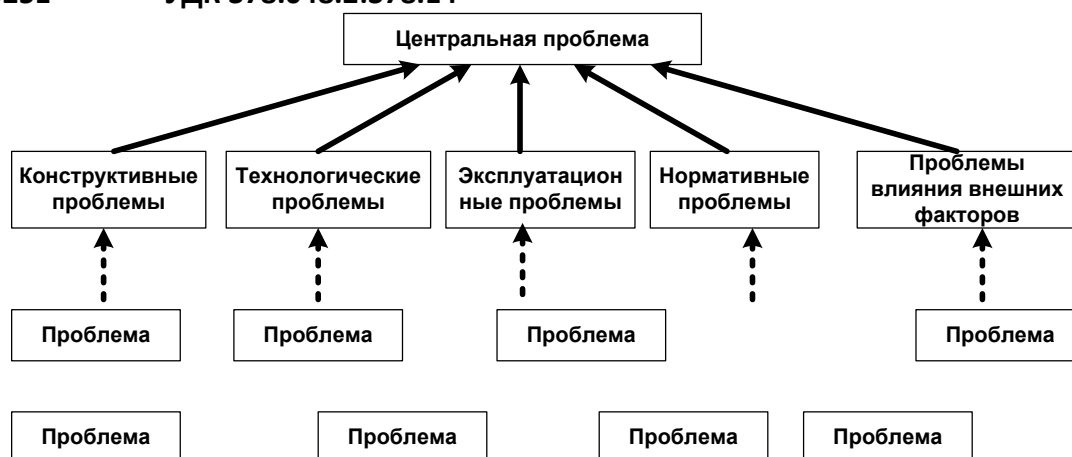 Центральная проблема
Конструктивные
проблемы
Технологические
проблемы
Эксплуатацион
ные проблемы
Нормативные
проблемы
Проблемы
влияния внешних
факторов
Проблема
Проблема
Проблема
Проблема
Проблема
Проблема
Проблема
Проблема